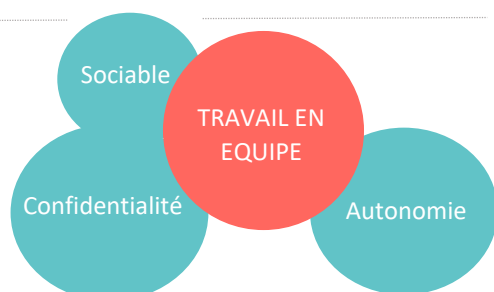 Sociable
TRAVAIL EN
EQUIPE
Confidentialité
Autonomie